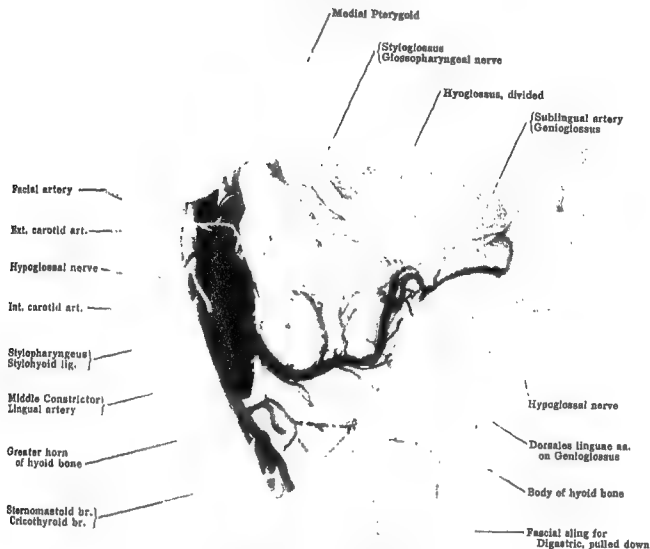 Medial Pterygoid
Styloglossus
Glossopharyngeal nerve
Hyoglossus, divided
Sublingual artery
Genioglossus
Facial artery
Ext. carotid art.
Hypoglossal nerve
Int. carotid art.
Stylopharyngeus
Stylohyoid lig.
Middle Constrictor
Lingual artery
Greater horn
of hyoid bone
Sternomastoid br.
Cricothyroid br.
Hypoglossal nerve
Dorsales linguae aa.
on Genioglossus
Body of hyoid bone
Fascial sling for
Digastric, pulled down